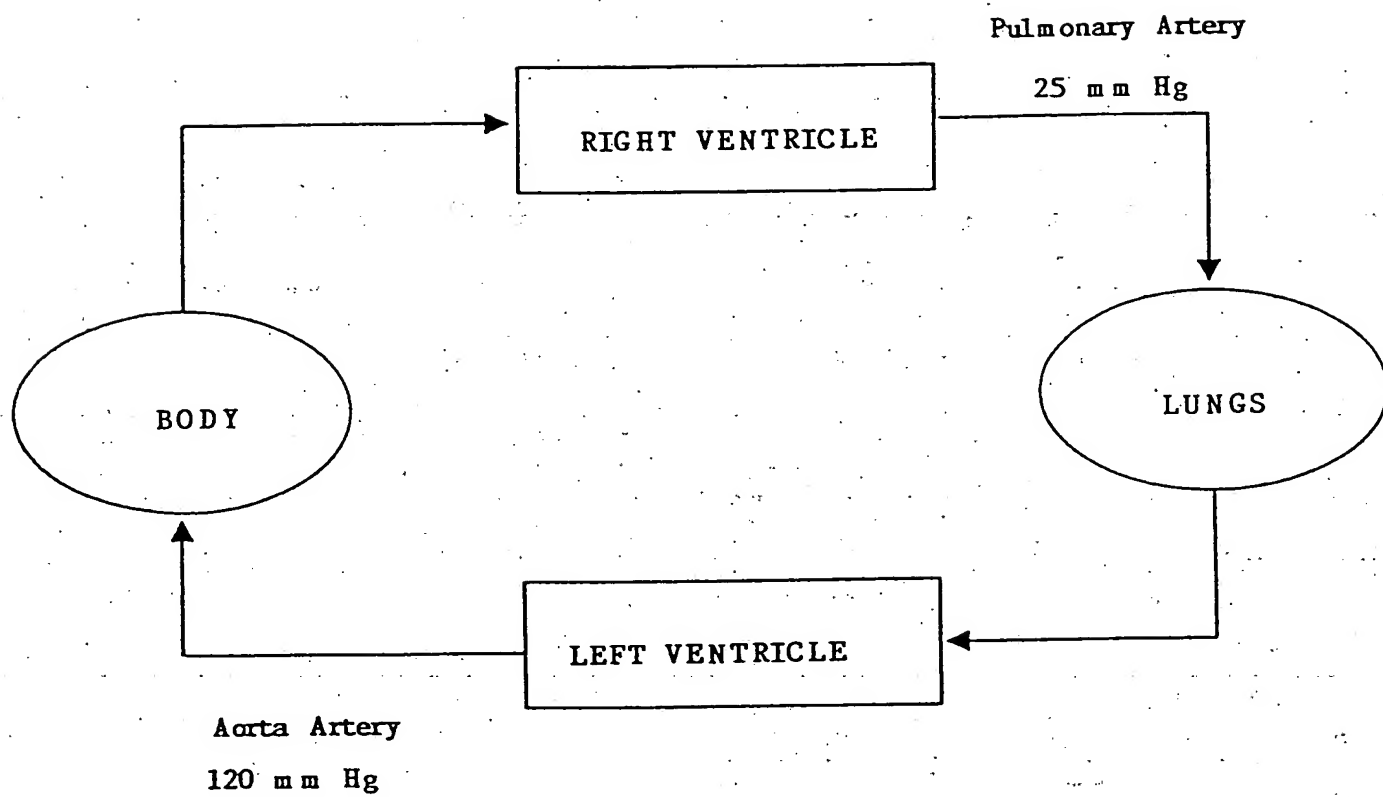 Pulmonary Artery
25 mm Hg
RIGHT VENTRICLE
BODY
LUNGS
LEFT VENTRICLE
Aorta Artery
120 mm Hg